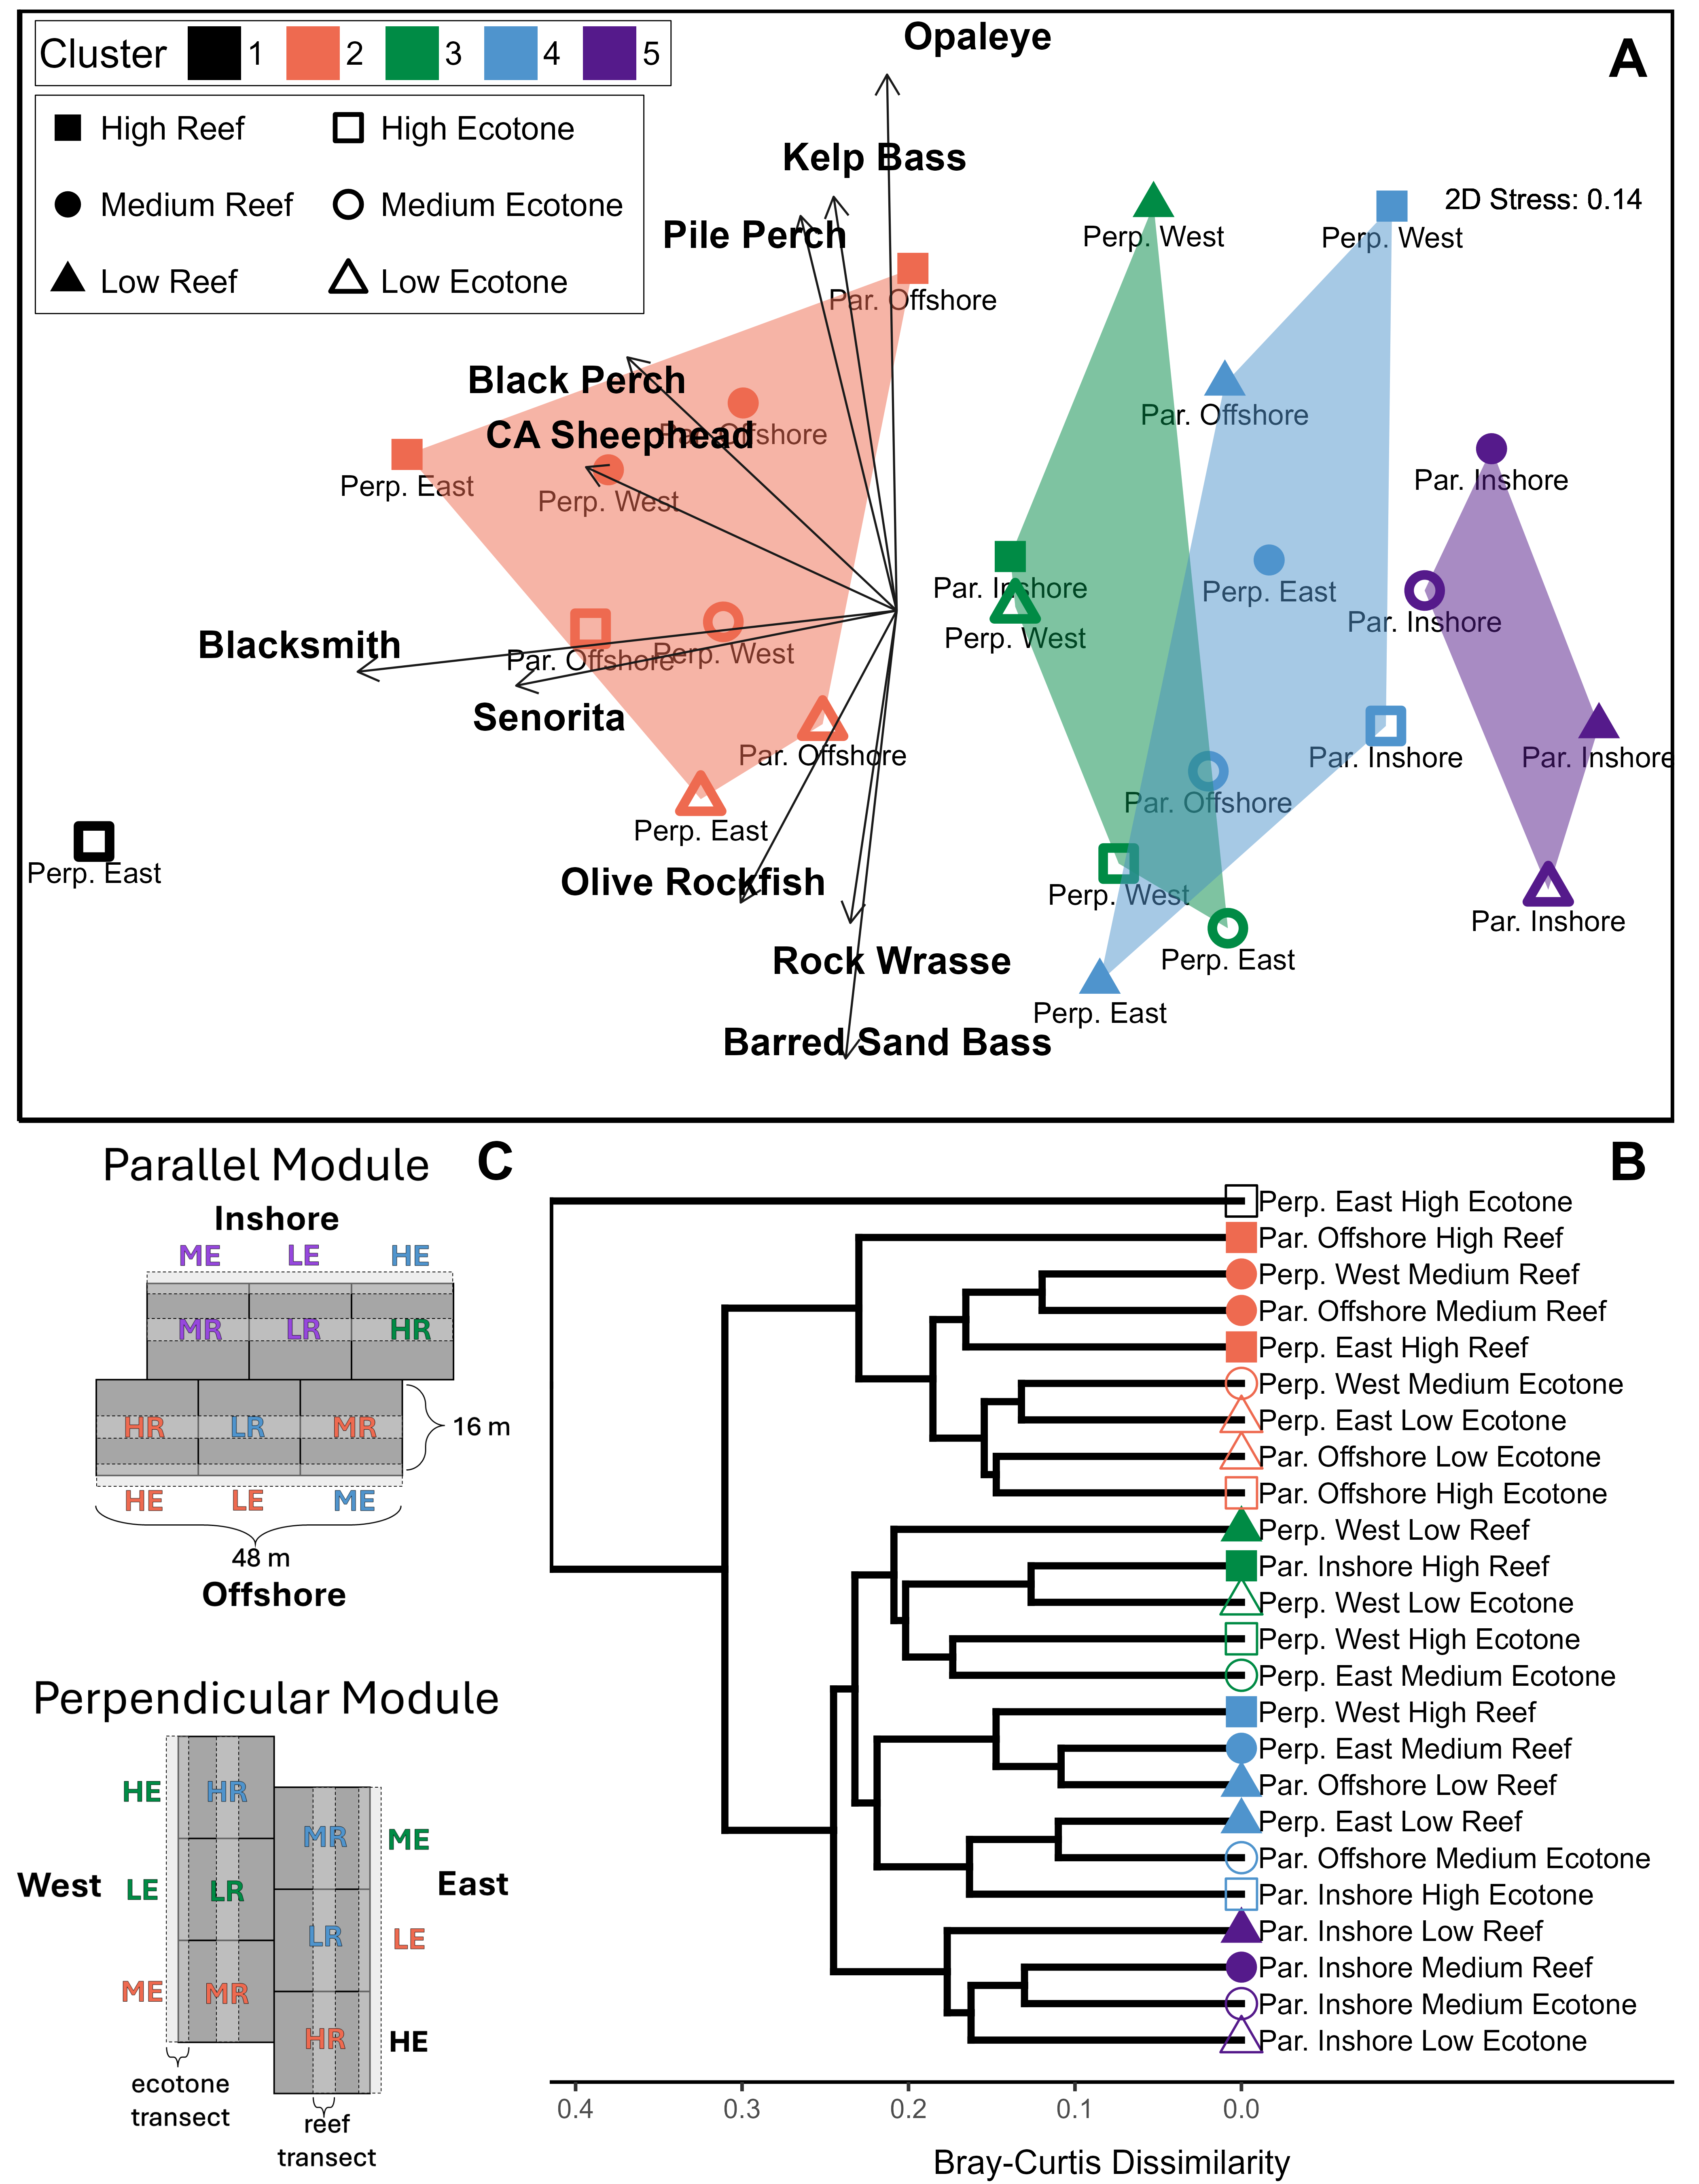 Cluster 1 2 3 4 5
A
High Reef
High Ecotone
Medium Reef
Medium Ecotone
Low Reef
Low Ecotone
2D Stress: 0.14
Opaleye
Kelp Bass
Pile Perch
Black Perch
CA Sheephead
Blacksmith
Senorita
Olive Rockfish
Rock Wrasse
Barred Sand Bass
Perp. West
Perp. West
Par. Offshore
Par. Offshore
Par. Offshore
Par. Inshore
Perp. East
Perp. West
Perp. East
Par. Inshore
Par. Inshore
Perp. West
Par. Offshore
Perp. West
Par. Offshore
Par. Inshore
Par. Inshore
Par. Offshore
Perp. East
Perp. East
Perp. West
Par. Inshore
Perp. East
Perp. East
C
Parallel Module
Inshore
ME LE HE
MR LR HR
HR LR MR
16 m
HE LE ME
48 m
Offshore
Perpendicular Module
HE HR
MR ME
West LE LR
East
LR LE
ME MR
HR HE
ecotone
transect
reef
transect
B
Perp. East High Ecotone
Par. Offshore High Reef
Perp. West Medium Reef
Par. Offshore Medium Reef
Perp. East High Reef
Perp. West Medium Ecotone
Perp. East Low Ecotone
Par. Offshore Low Ecotone
Par. Offshore High Ecotone
Perp. West Low Reef
Par. Inshore High Reef
Perp. West Low Ecotone
Perp. West High Ecotone
Perp. East Medium Ecotone
Perp. West High Reef
Perp. East Medium Reef
Par. Offshore Low Reef
Perp. East Low Reef
Par. Offshore Medium Ecotone
Par. Inshore High Ecotone
Par. Inshore Low Reef
Par. Inshore Medium Reef
Par. Inshore Medium Ecotone
Par. Inshore Low Ecotone
0.4 0.3 0.2 0.1 0.0
Bray-Curtis Dissimilarity